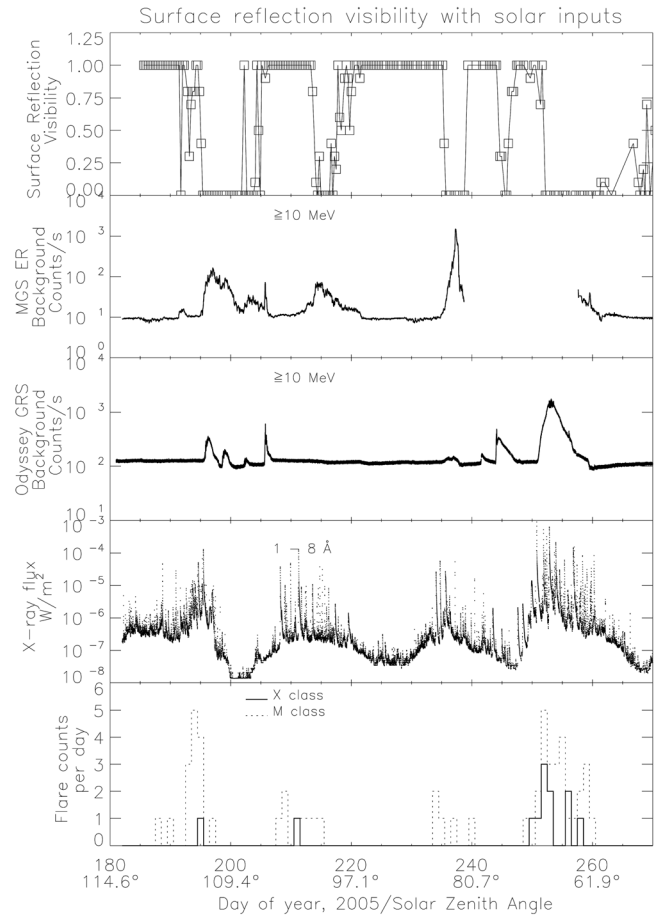 Surface reflection visibility with solar inputs
Surface Reflection
Visibility
1.25
1.00
0.75
0.50
0.25
0.00
MGS ER
Background
Counts/s
10 4
10 3
10 2
10 1
10 0
≧10 MeV
Odyssey GRS
Background
Counts/s
10 4
10 3
10 2
10 1
≧10 MeV
X-ray flux
W/m2
10 -3
10 -4
10 -5
10 -6
10 -7
10 -8
1 - 8 Å
Flare counts
per day
6
5
4
3
2
1
0
X class
M class
180 200 220 240 260
114.6° 109.4° 97.1° 80.7° 61.9°
Day of year, 2005/Solar Zenith Angle